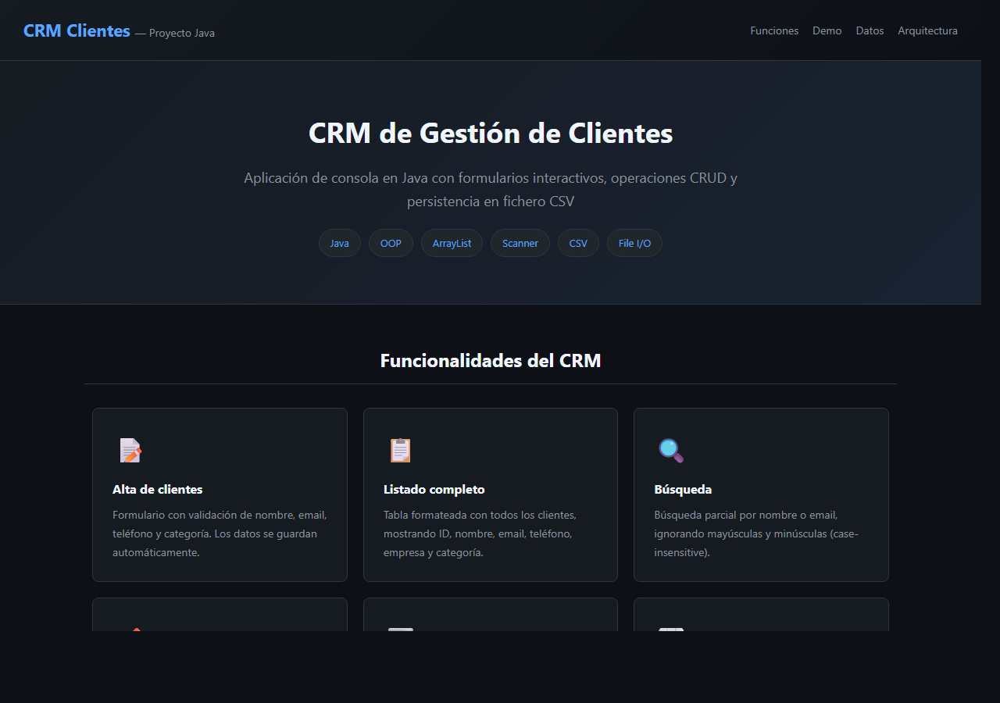 CRM Clientes — Proyecto Java
Funciones Demo Datos Arquitectura
CRM de Gestión de Clientes
Aplicación de consola en Java con formularios interactivos, operaciones CRUD y
persistencia en fichero CSV
Java OOP ArrayList Scanner CSV File I/O
Funcionalidades del CRM
Alta de clientes
Formulario con validación de nombre, email,
teléfono y categoría. Los datos se guardan
automáticamente.
Listado completo
Tabla formateada con todos los clientes,
mostrando ID, nombre, email, teléfono,
empresa y categoría.
Búsqueda
Búsqueda parcial por nombre o email,
ignorando mayúsculas y minúsculas (case-
insensitive).